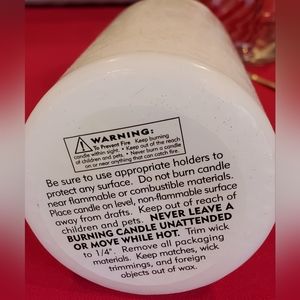 WARNING:
To Prevent Fire Keep burning
candle within sight. • Keep out of the reach
of children and pets. • Never burn a candle
on or near anything that can catch fire.
Be sure to use appropriate holders to
protect any surface. Do not burn candle
near flammable or combustible materials.
Place candle on level, non-flammable surface
away from drafts. Keep out of reach of
children and pets. NEVER LEAVE A
BURNING CANDLE UNATTENDED
OR MOVE WHILE HOT. Trim wick
to 1/4". Remove all packaging
materials. Keep matches, wick
trimmings, and foreign
objects out of wax.